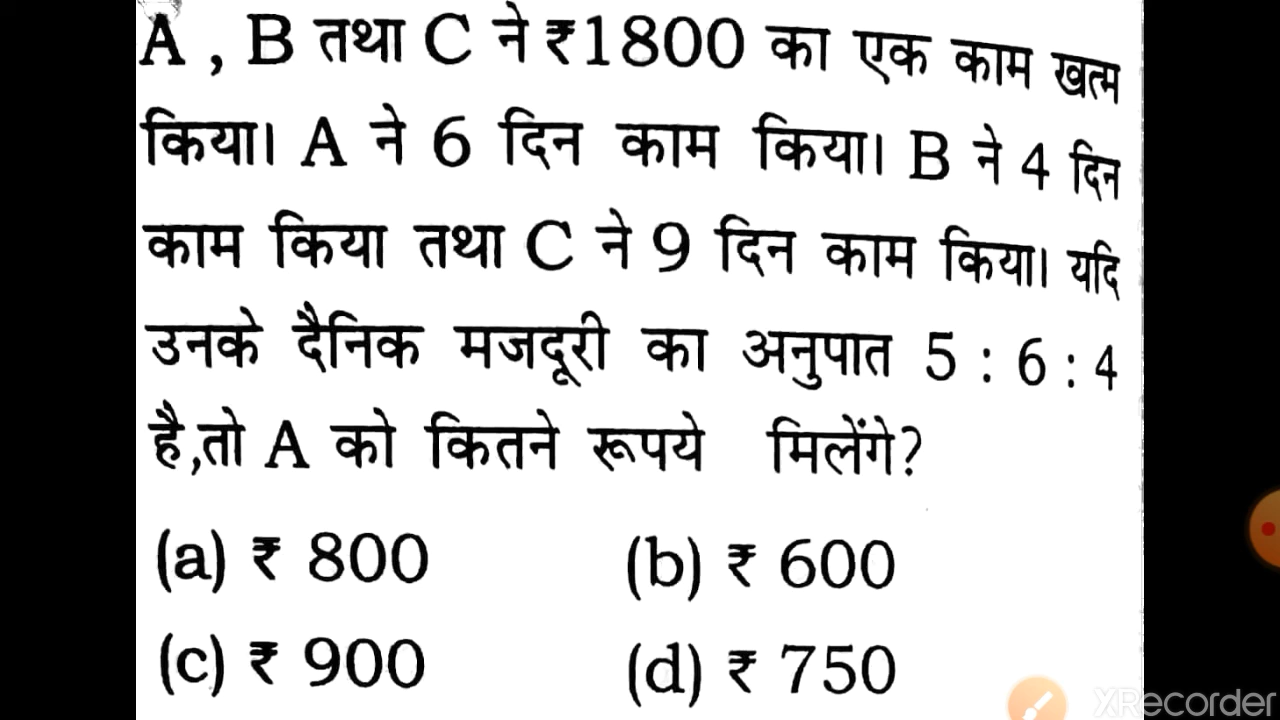 A , B तथा C ने ₹1800 का एक काम खत्म
किया। A ने 6 दिन काम किया। B ने 4 दिन
काम किया तथा C ने 9 दिन काम किया। यदि
उनके दैनिक मजदूरी का अनुपात 5 : 6 : 4
है,तो A को कितने रूपये मिलेंगे?
(a) ₹ 800 (b) ₹ 600
(c) ₹ 900 (d) ₹ 750
XRecorder